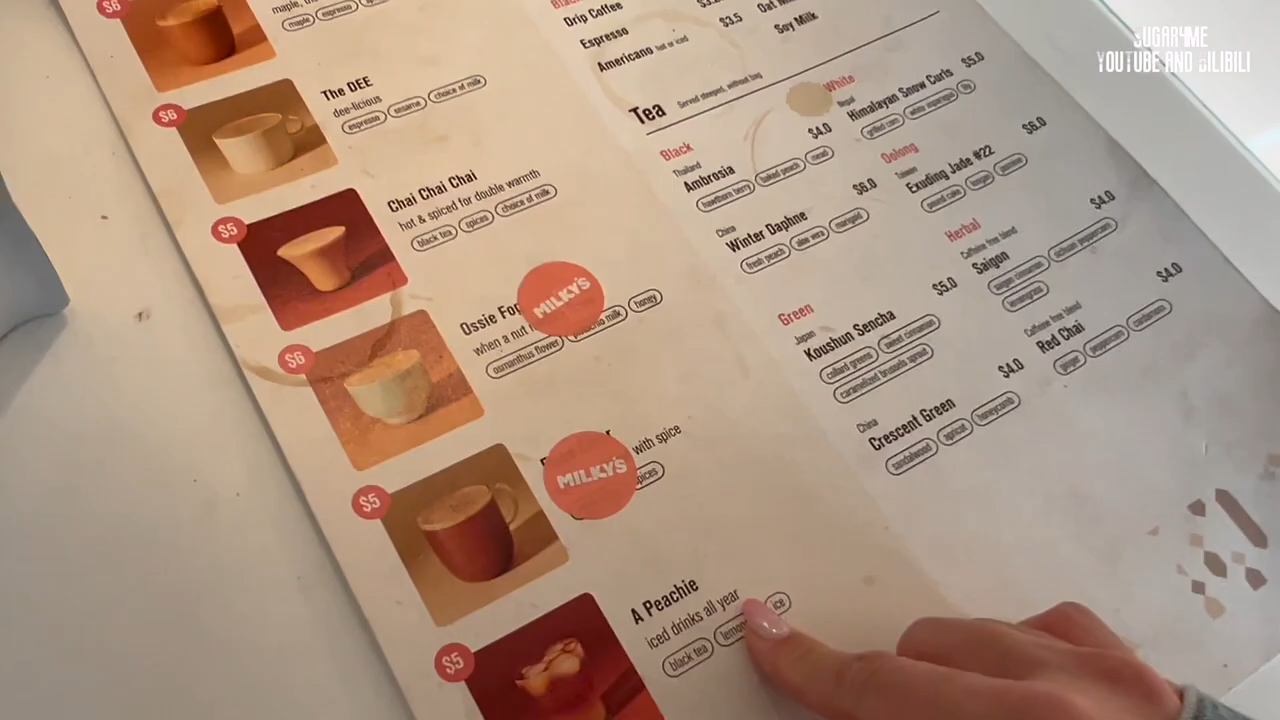 SUGAR4ME
YOUTUBE AND BILIBILI
$6
maple espresso
The DEE
dee-licious
espresso sesame choice of milk
$6
Chai Chai Chai
hot & spiced for double warmth
black tea spices choice of milk
$5
Ossie
when a nut
osmanthus flower milk honey
MILKY'S
$6
with spice
MILKY'S
$5
A Peachie
iced drinks all year
black tea ice
$5
Drip Coffee
Espresso $3.5
Americano hot or iced
Soy Milk
Tea Served steeped, without bag
Black
Thailand
Ambrosia $4.0
hawthorn berry baked peach mead
China
Winter Daphne $6.0
fresh peach aloe vera marigold
Green
Japan
Koushun Sencha $5.0
collard greens sweet cinnamon
caramelized brussels sprout
China
Crescent Green $4.0
sandalwood apricot honeycomb
White
Nepal
Himalayan Snow Curls $5.0
grilled corn white asparagus lily
Oolong
Taiwan
Exuding Jade #22 $6.0
pound cake jasmine
Herbal
Caffeine free blend
Saigon $4.0
saigon cinnamon sichuan peppercorn
lemongrass
Caffeine free blend
Red Chai $4.0
ginger peppercorn cardamom